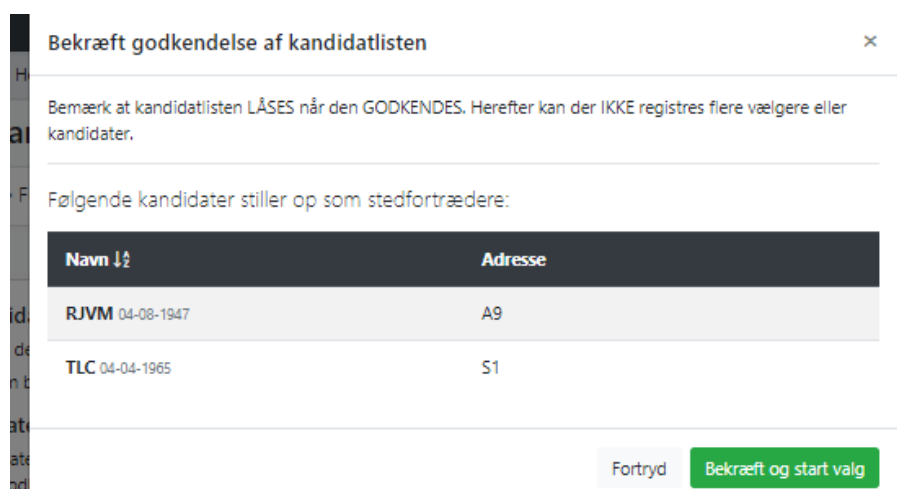 Bekræft godkendelse af kandidatlisten ×
Bemærk at kandidatlisten LÅSES når den GODKENDES. Herefter kan der IKKE registres flere vælgere eller
kandidater.
Følgende kandidater stiller op som stedfortrædere:
Navn Adresse
RJVM 04-08-1947 A9
TLC 04-04-1965 S1
Fortryd Bekræft og start valg